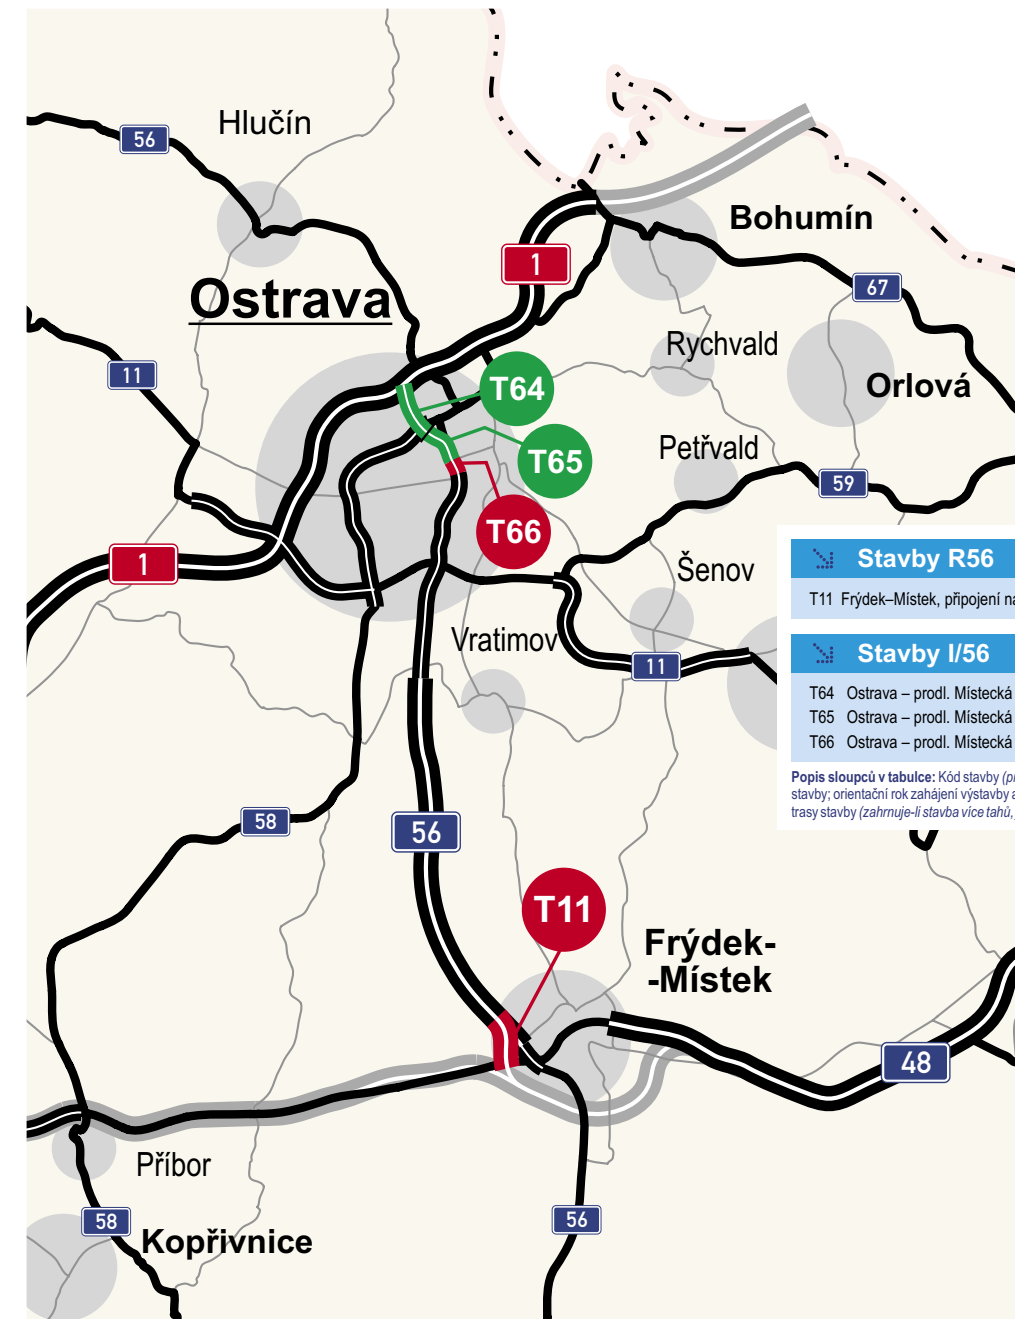 Hlučín
56
Bohumín
1
Ostrava
67
Rychvald
11
T64
Orlová
Petřvald
T65
59
T66
1
Šenov
Stavby R56
T11 Frýdek–Místek, připojení na
Vratimov
11
Stavby I/56
T64 Ostrava – prodl. Místecká
T65 Ostrava – prodl. Místecká
T66 Ostrava – prodl. Místecká
Popis sloupců v tabulce: Kód stavby
stavby; orientační rok zahájení výstavby a
trasy stavby (zahrnuje-li stavba více tahů,
58
56
T11
Frýdek-
-Místek
48
Příbor
58
56
Kopřivnice